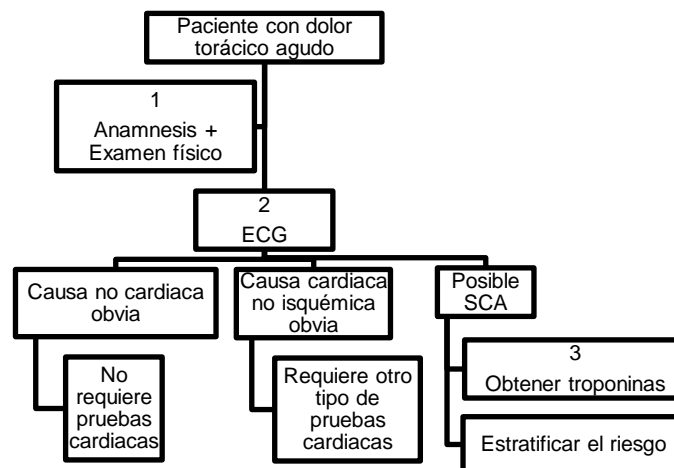 Paciente con dolor
torácico agudo
1
Anamnesis +
Examen físico
2
ECG
Causa no cardiaca
obvia
Causa cardiaca
no isquémica
obvia
Posible
SCA
No
requiere
pruebas
cardiacas
Requiere otro
tipo de
pruebas
cardiacas
3
Obtener troponinas
Estratificar el riesgo